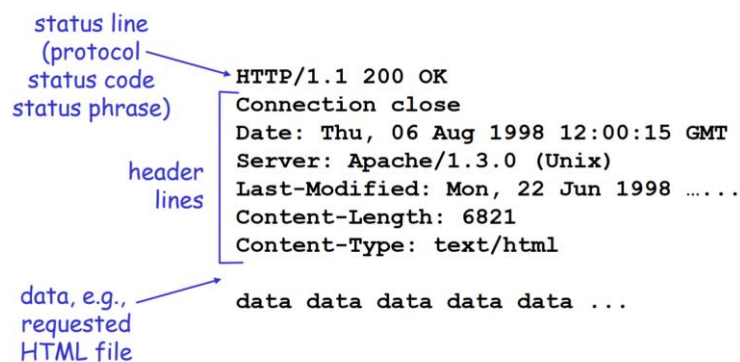 status line
(protocol
status code
status phrase)
HTTP/1.1 200 OK
Connection close
Date: Thu, 06 Aug 1998 12:00:15 GMT
Server: Apache/1.3.0 (Unix)
Last-Modified: Mon, 22 Jun 1998 …...
Content-Length: 6821
Content-Type: text/html
header
lines
data, e.g.,
requested
HTML file
data data data data data ...